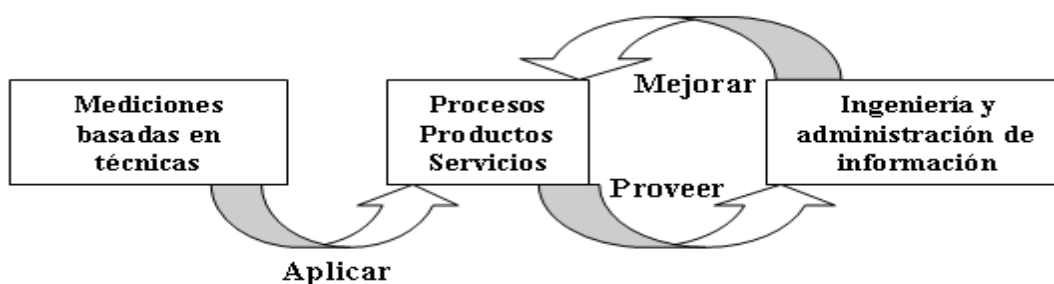 Mediciones
basadas en
técnicas
Aplicar
Procesos
Productos
Servicios
Mejorar
Proveer
Ingeniería y
administración de
información